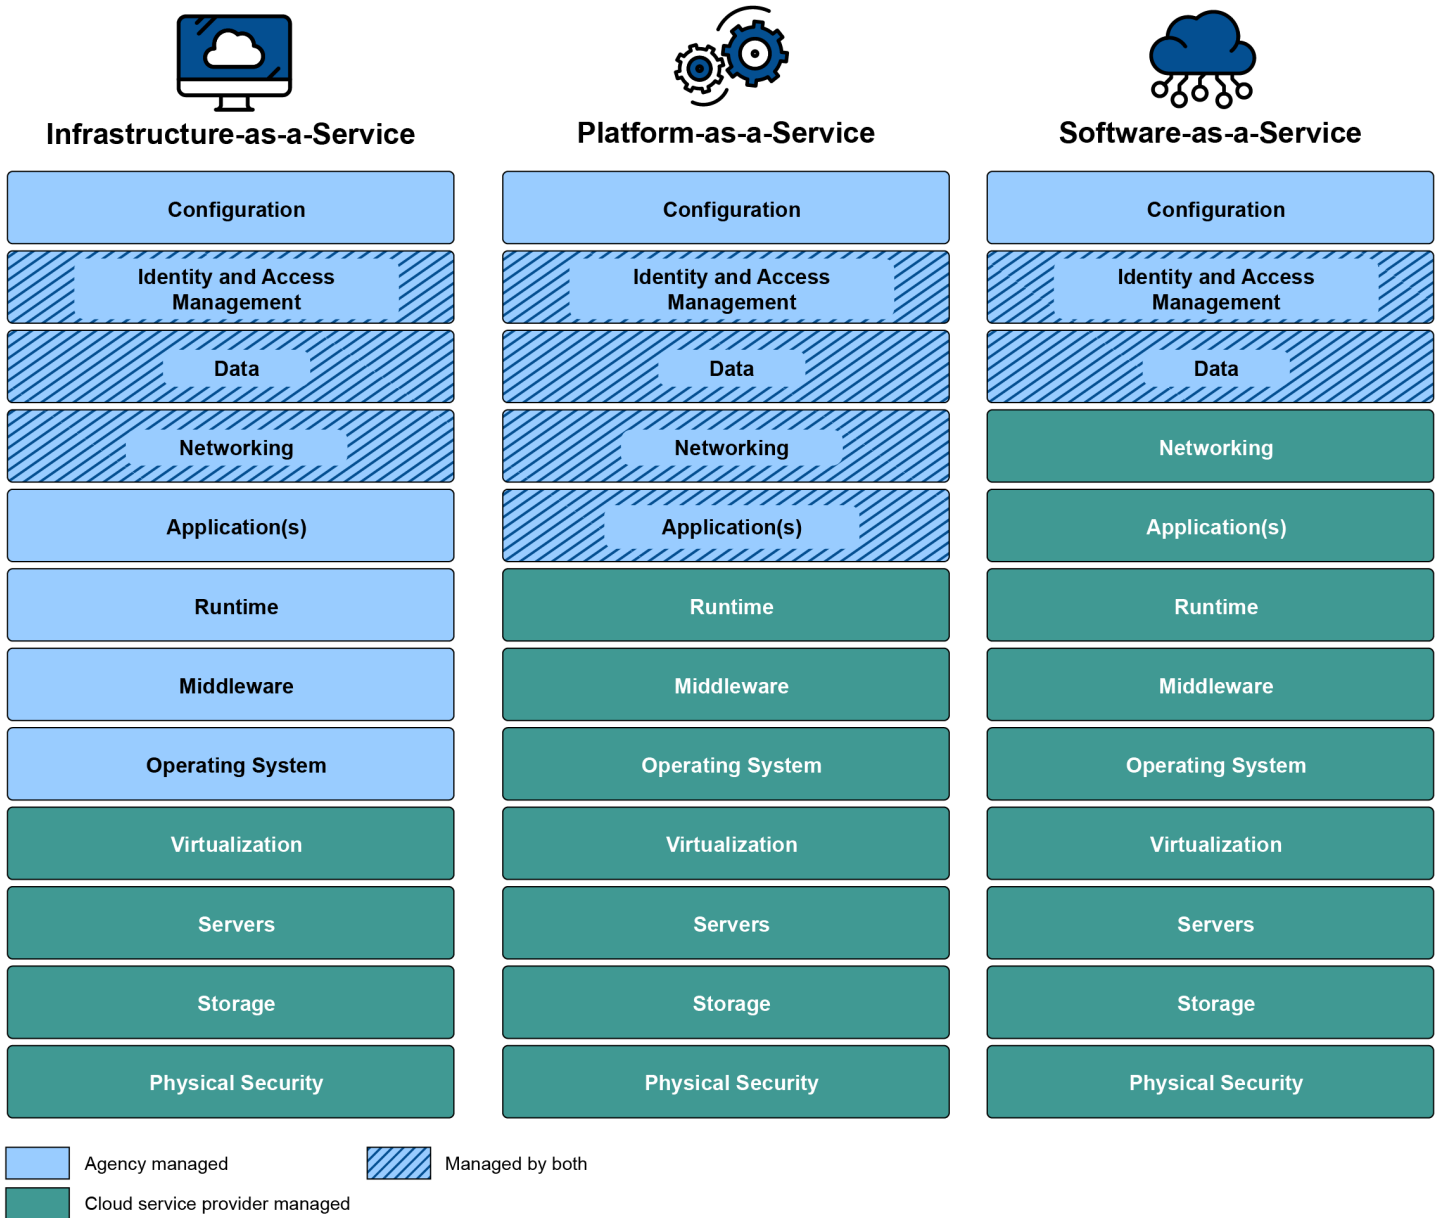 Infrastructure-as-a-Service
Configuration
Identity and Access
Management
Data
Networking
Application(s)
Runtime
Middleware
Operating System
Virtualization
Servers
Storage
Physical Security
Platform-as-a-Service
Configuration
Identity and Access
Management
Data
Networking
Application(s)
Runtime
Middleware
Operating System
Virtualization
Servers
Storage
Physical Security
Software-as-a-Service
Configuration
Identity and Access
Management
Data
Networking
Application(s)
Runtime
Middleware
Operating System
Virtualization
Servers
Storage
Physical Security
Agency managed
Managed by both
Cloud service provider managed